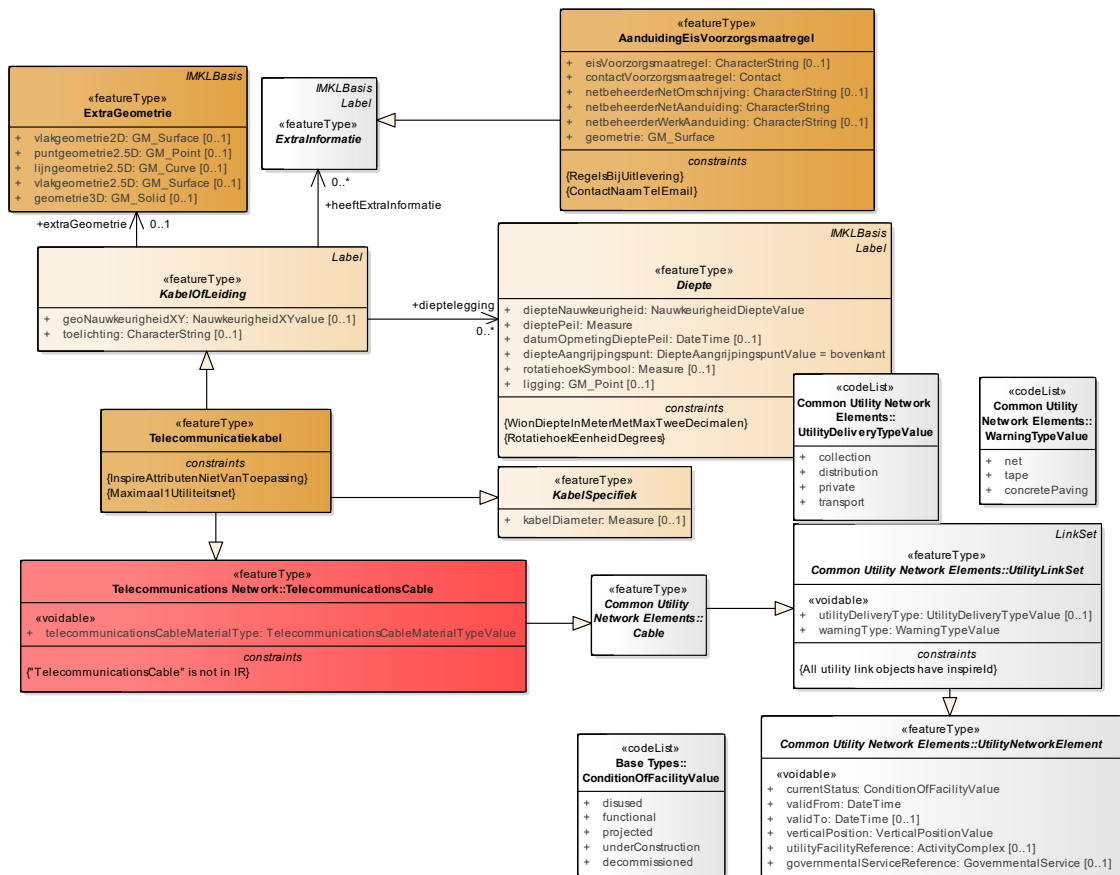 «featureType»
AanduidingEisVoorzorgsmaatregel
+ eisVoorzorgsmaatregel: CharacterString [0..1]
+ contactVoorzorgsmaatregel: Contact
+ netbeheerderNetOmschrijving: CharacterString [0..1]
+ netbeheerderNetAanduiding: CharacterString
+ netbeheerderWerkAanduiding: CharacterString [0..1]
+ geometrie: GM_Surface
constraints
{RegelsBijUitlevering}
{ContactNaamTelEmail}
IMKLBasis
«featureType»
ExtraGeometrie
+ vlakgeometrie2D: GM_Surface [0..1]
+ puntgeometrie2.5D: GM_Point [0..1]
+ lijngeometrie2.5D: GM_Curve [0..1]
+ vlakgeometrie2.5D: GM_Surface [0..1]
+ geometrie3D: GM_Solid [0..1]
IMKLBasis
Label
«featureType»
ExtraInformatie
0..*
+heeftExtraInformatie
+extraGeometrie
0..1
Label
«featureType»
KabelOfLeiding
+ geoNauwkeurigheidXY: NauwkeurigheidXYvalue [0..1]
+ toelichting: CharacterString [0..1]
+dieptelegging
0..*
IMKLBasis
Label
«featureType»
Diepte
+ diepteNauwkeurigheid: NauwkeurigheidDiepteValue
+ dieptePeil: Measure
+ datumOpmetingDieptePeil: DateTime [0..1]
+ diepteAangrijpingspunt: DiepteAangrijpingspuntValue = bovenkant
+ rotatiehoekSymbool: Measure [0..1]
+ ligging: GM_Point [0..1]
constraints
{WionDiepteInMeterMetMaxTweeDecimalen}
{RotatiehoekEenheidDegrees}
«codeList»
Common Utility Network
Elements::
UtilityDeliveryTypeValue
+ collection
+ distribution
+ private
+ transport
«codeList»
Common Utility
Network Elements::
WarningTypeValue
+ net
+ tape
+ concretePaving
«featureType»
Telecommunicatiekabel
constraints
{InspireAttributenNietVanToepassing}
{Maximaal1Utiliteitsnet}
«featureType»
KabelSpecifiek
+ kabelDiameter: Measure [0..1]
«featureType»
Telecommunications Network::TelecommunicationsCable
«voidable»
+ telecommunicationsCableMaterialType: TelecommunicationsCableMaterialTypeValue
constraints
{"TelecommunicationsCable" is not in IR}
«featureType»
Common Utility
Network Elements::
Cable
LinkSet
«featureType»
Common Utility Network Elements::UtilityLinkSet
«voidable»
+ utilityDeliveryType: UtilityDeliveryTypeValue [0..1]
+ warningType: WarningTypeValue
constraints
{All utility link objects have inspireId}
«codeList»
Base Types::
ConditionOfFacilityValue
+ disused
+ functional
+ projected
+ underConstruction
+ decommissioned
«featureType»
Common Utility Network Elements::UtilityNetworkElement
«voidable»
+ currentStatus: ConditionOfFacilityValue
+ validFrom: DateTime
+ validTo: DateTime [0..1]
+ verticalPosition: VerticalPositionValue
+ utilityFacilityReference: ActivityComplex [0..1]
+ governmentalServiceReference: GovernmentalService [0..1]